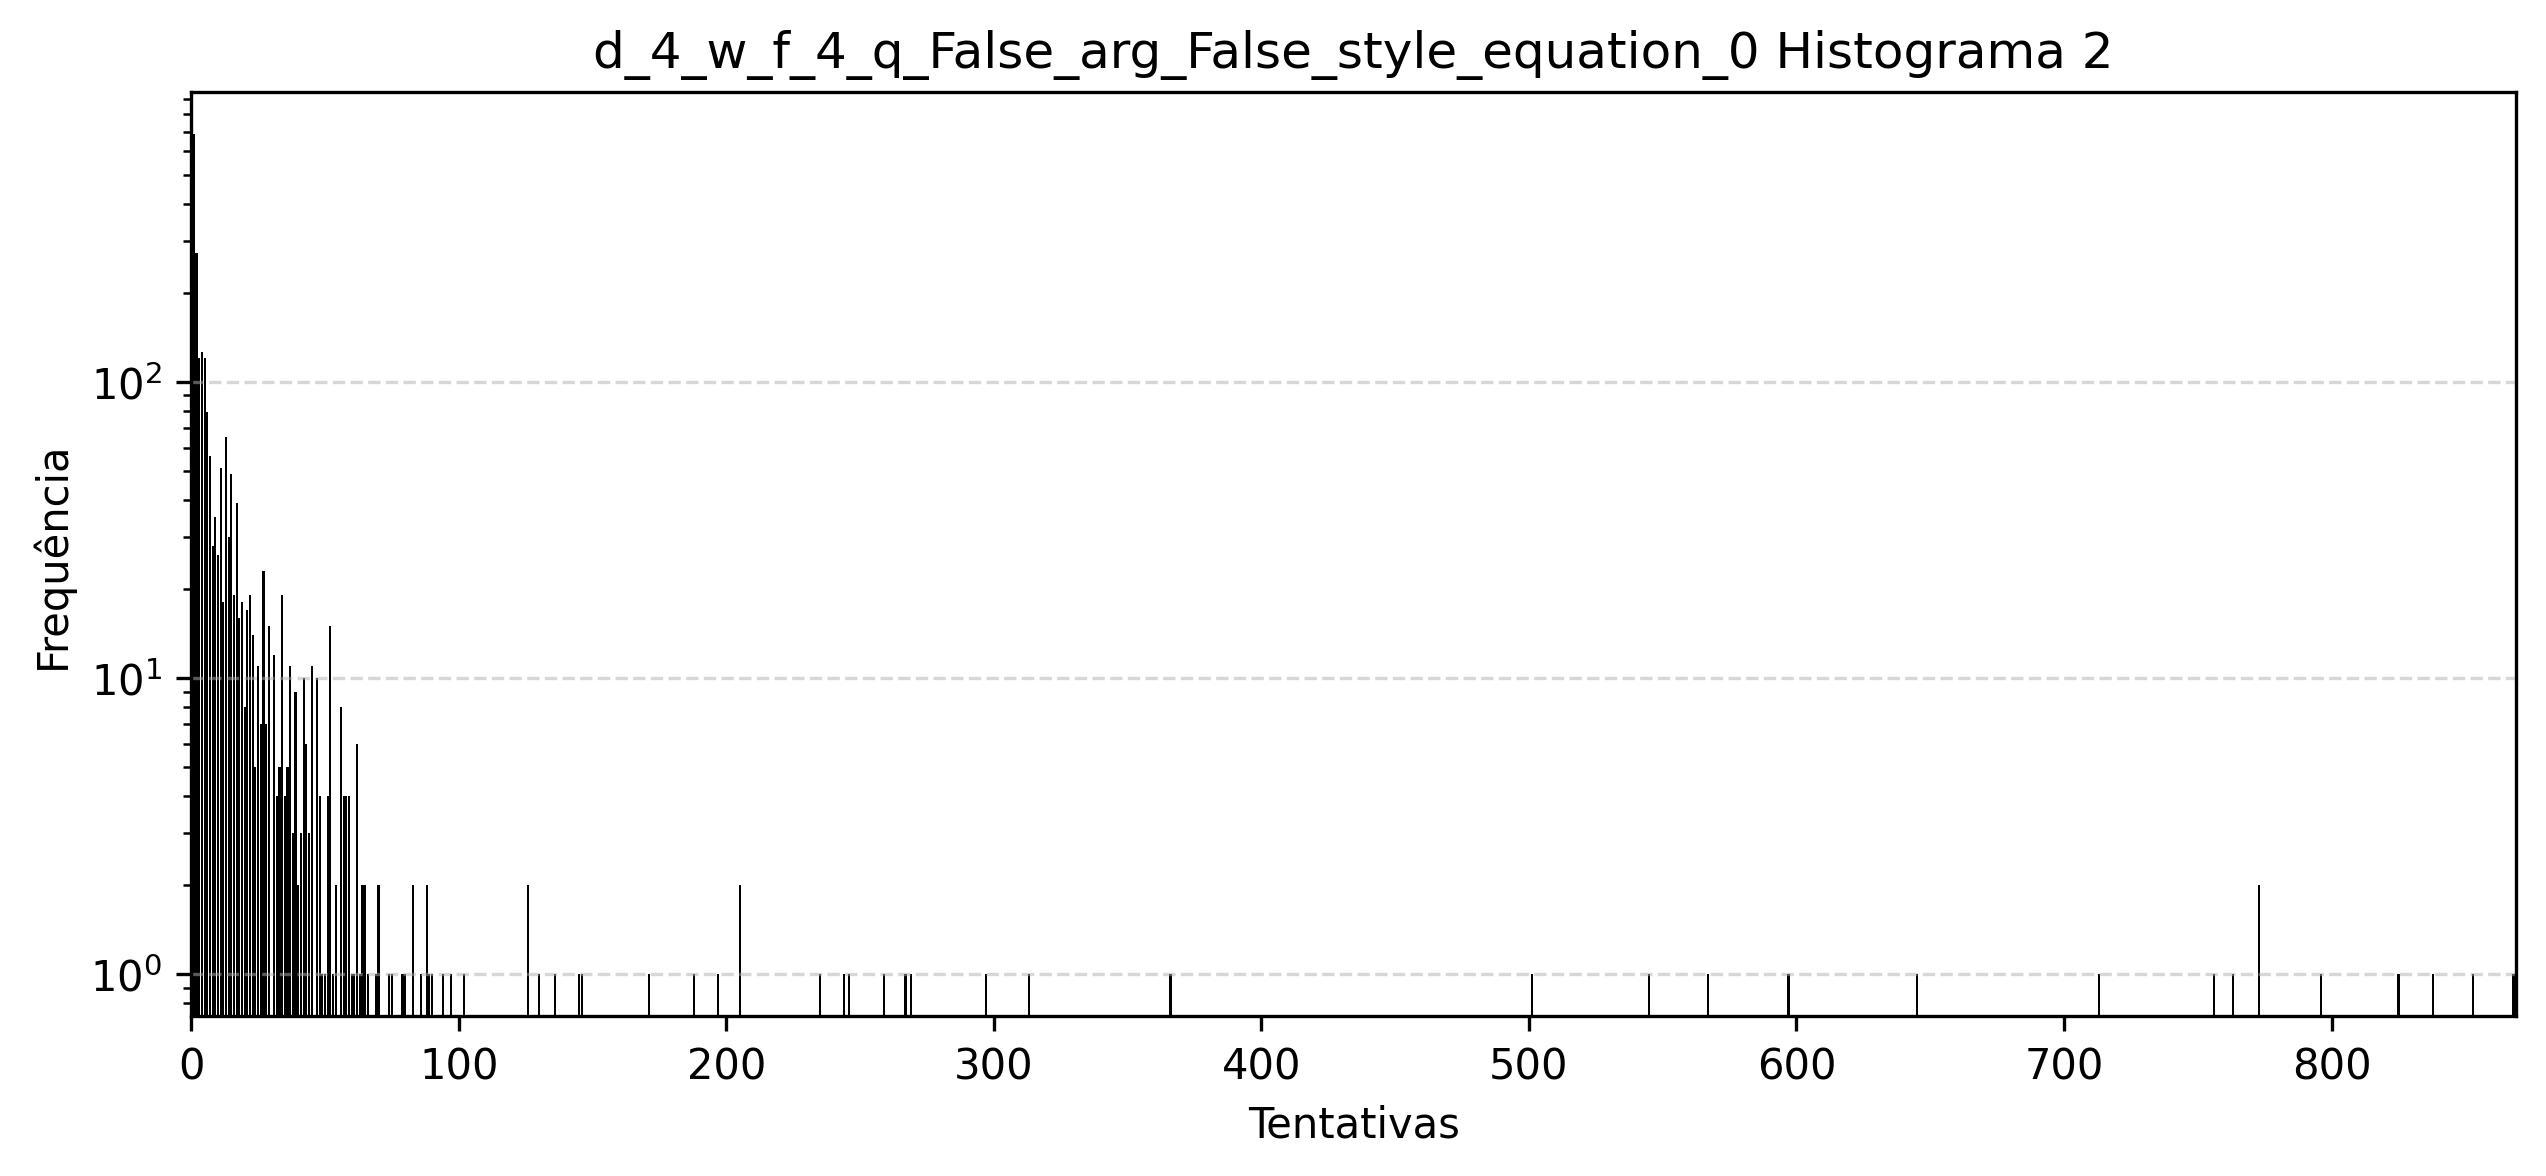 d_4_w_f_4_q_False_arg_False_style_equation_0 Histograma 2
Frequência
10²
10¹
10⁰
0 100 200 300 400 500 600 700 800
Tentativas